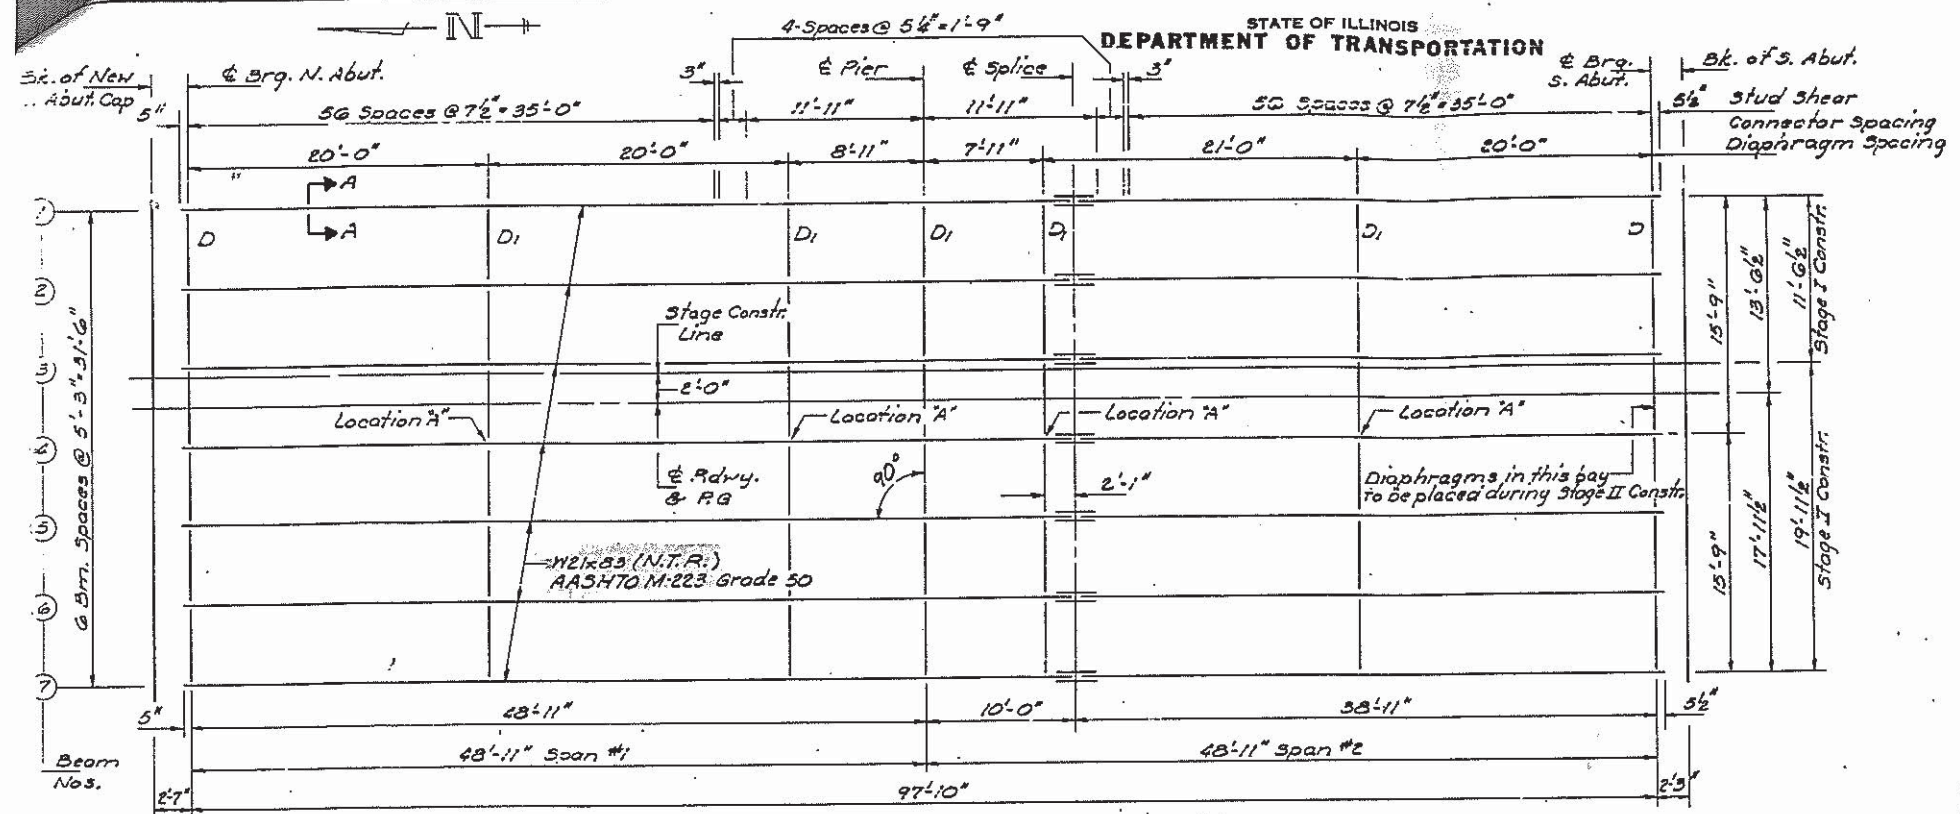 N
STATE OF ILLINOIS
DEPARTMENT OF TRANSPORTATION
4-Spaces @ 5¼"=1'-9"
Bk. of New
Abut. Cap
₵ Brg. N. Abut.
3"
₵ Pier
₵ Splice
3"
₵ Brg.
S. Abut.
Bk. of S. Abut.
5"
56 Spaces @ 7½"=35'-0"
11'-11"
11'-11"
56 Spaces @ 7½"=35'-0"
5½"
Stud Shear
Connector Spacing
Diaphragm Spacing
20'-0"
20'-0"
8'-11"
7'-11"
21'-0"
20'-0"
A
A
1
D
D1
D1
D1
D1
D1
D
2
3
4
5
6
7
6 Bm. Spaces @ 5'-3"=31'-6"
Stage Constr.
Line
2'-0"
Location "A"
Location "A"
Location "A"
Location "A"
₵ Rdwy.
& P.G
90°
2'-1"
Diaphragms in this bay
to be placed during Stage II Constr.
W21x83 (N.T.R.)
AASHTO M-223 Grade 50
15'-9"
13'-6½"
11'-6½"
Stage I Constr.
15'-9"
17'-11½"
19'-11½"
Stage I Constr.
5"
48'-11"
10'-0"
38'-11"
5½"
48'-11" Span #1
48'-11" Span #2
Beam
Nos.
2'-7"
97'-10"
2'-3"